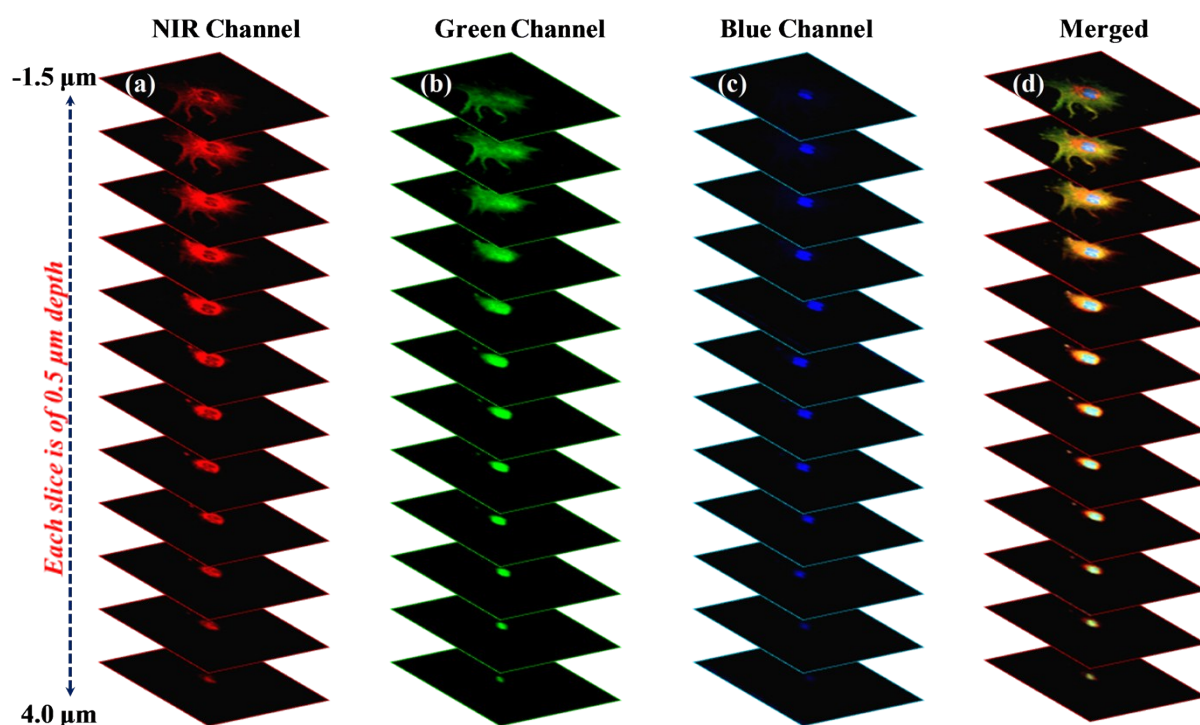 NIR Channel
Green Channel
Blue Channel
Merged
-1.5 μm
(a)
(b)
(c)
(d)
Each slice is of 0.5 μm depth
4.0 μm